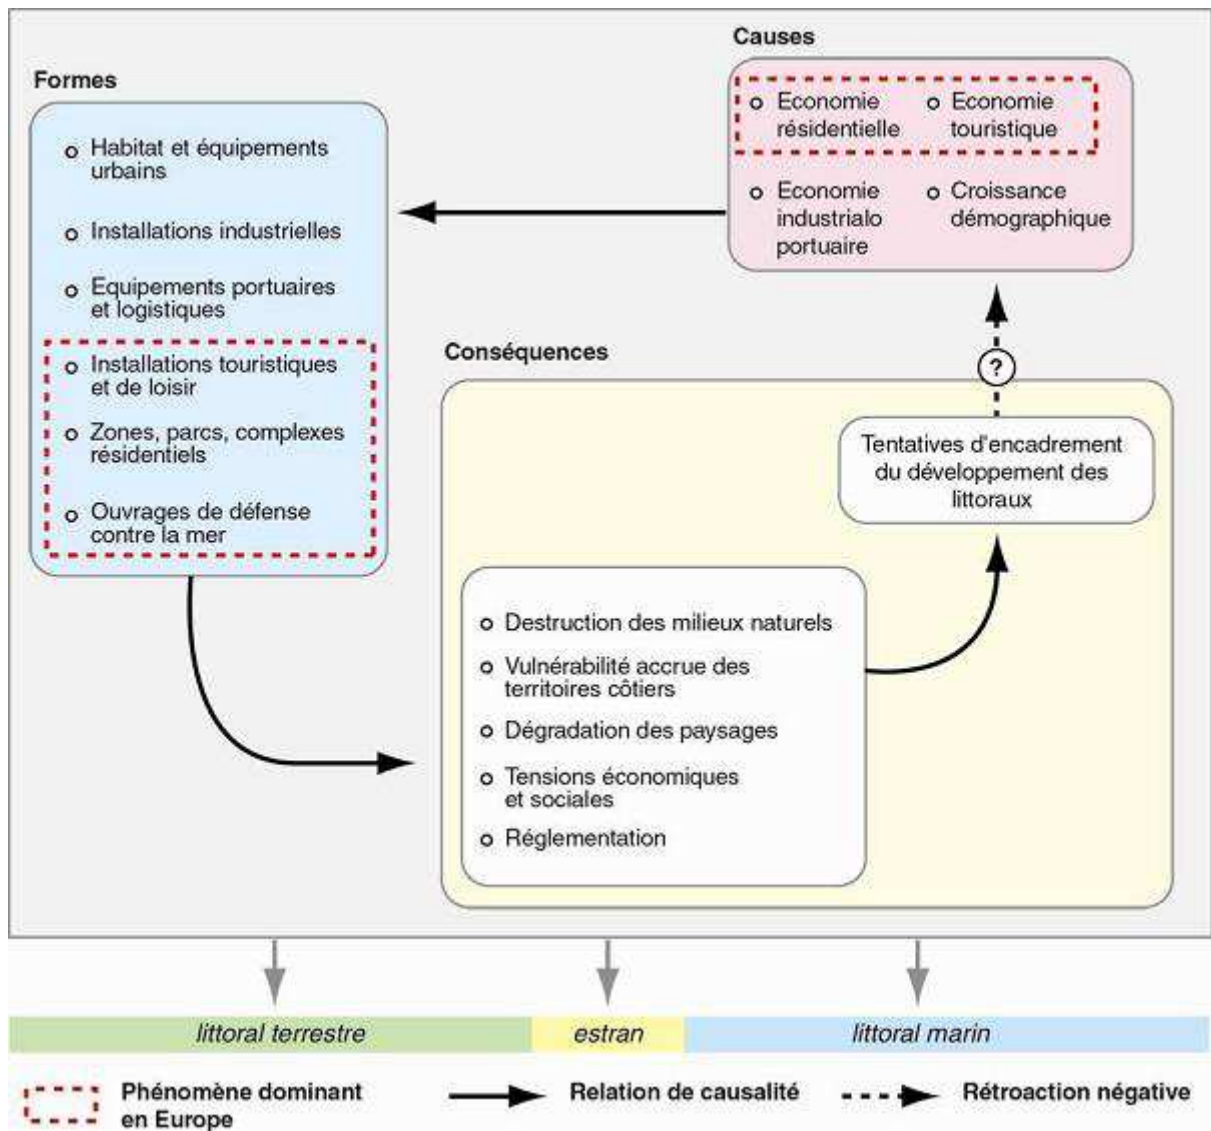 Causes
Economie
résidentielle
Economie
touristique
Economie
industrialo
portuaire
Croissance
démographique
Formes
Habitat et équipements
urbains
Installations industrielles
Equipements portuaires
et logistiques
Installations touristiques
et de loisir
Zones, parcs, complexes
résidentiels
Ouvrages de défense
contre la mer
Conséquences
?
Tentatives d'encadrement
du développement des
littoraux
Destruction des milieux naturels
Vulnérabilité accrue des
territoires côtiers
Dégradation des paysages
Tensions économiques
et sociales
Réglementation
littoral terrestre
estran
littoral marin
Phénomène dominant
en Europe
Relation de causalité
Rétroaction négative